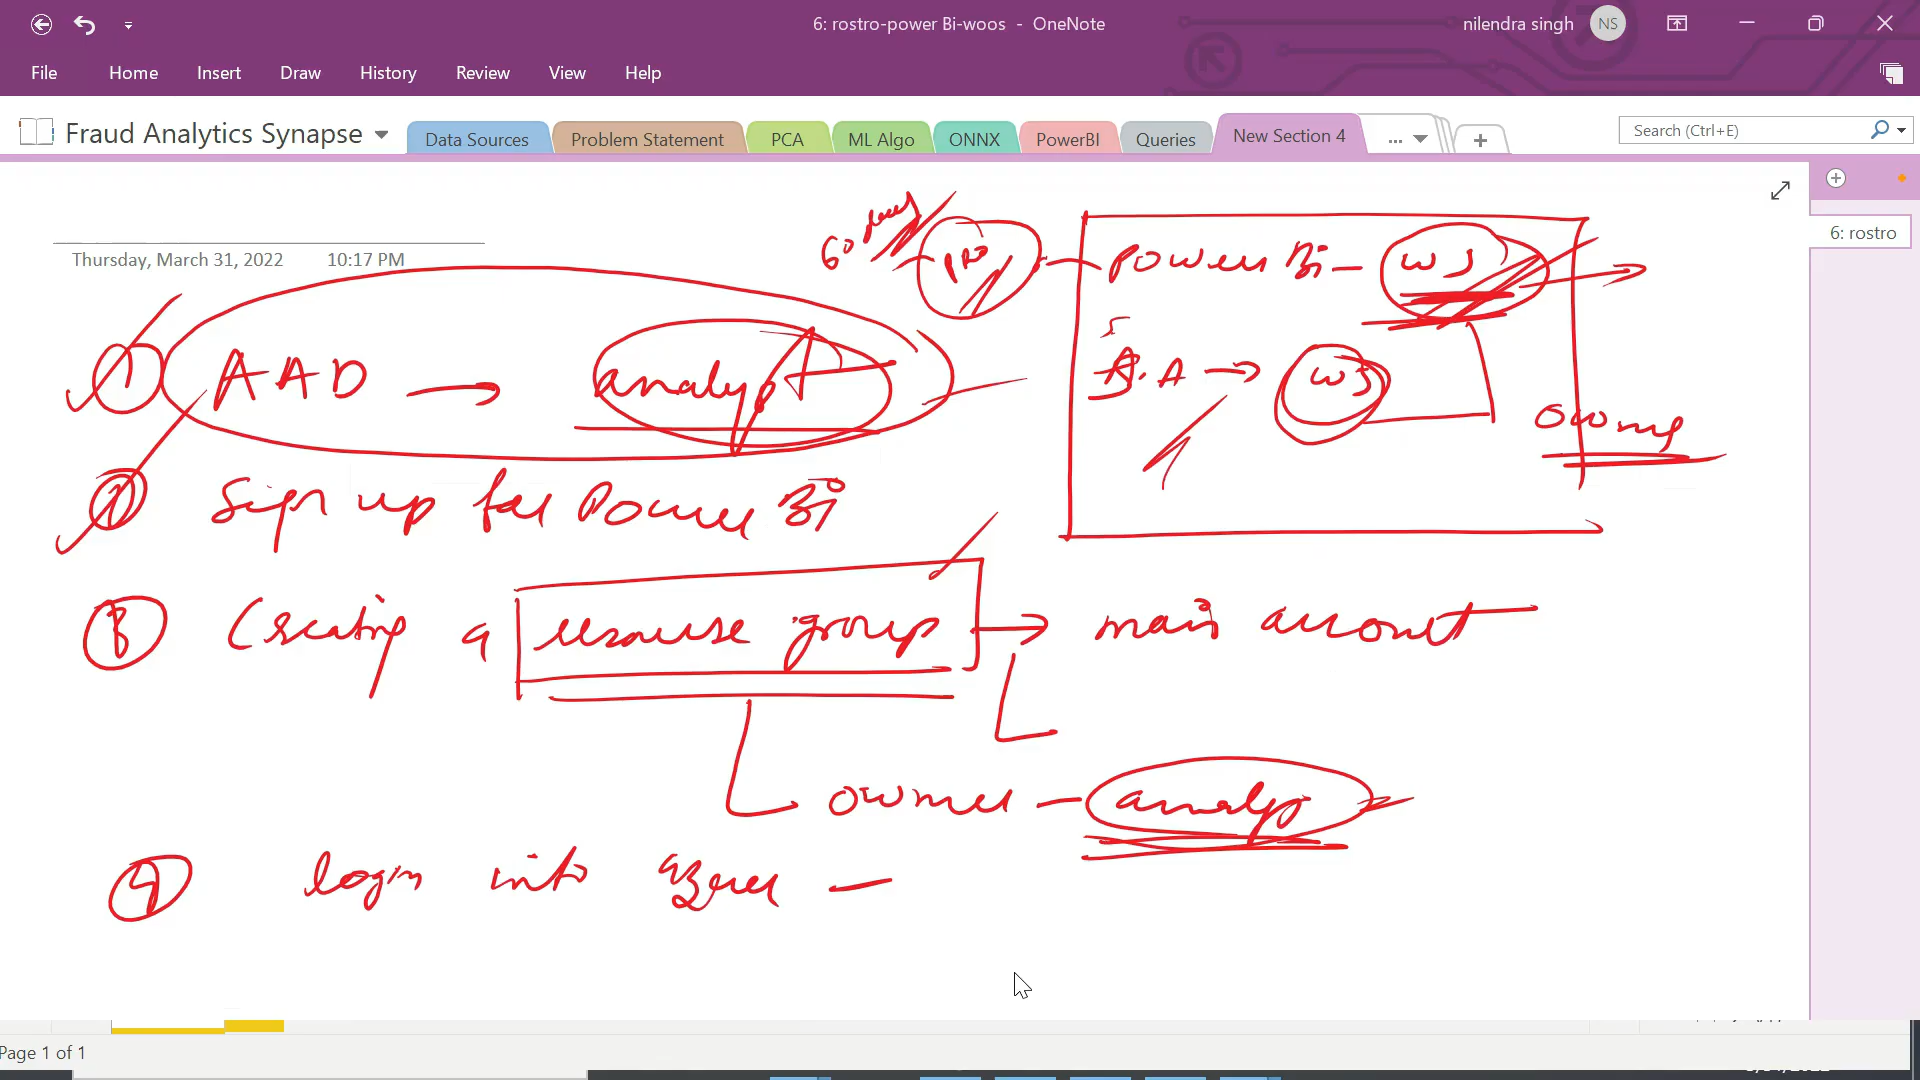 6: rostro-power Bi-woos - OneNote
nilendra singh NS
File Home Insert Draw History Review View Help
Fraud Analytics Synapse
Data Sources Problem Statement PCA ML Algo ONNX PowerBI Queries New Section 4 ... +
Search (Ctrl+E)
6: rostro
Thursday, March 31, 2022 10:17 PM
60 pro Power Bi - WS
1 AAD → analyst
S.A → WS
owner
sign up for Power Bi
3 Creating a resource group → main account
owner - analyst
4 login into azure -
Page 1 of 1